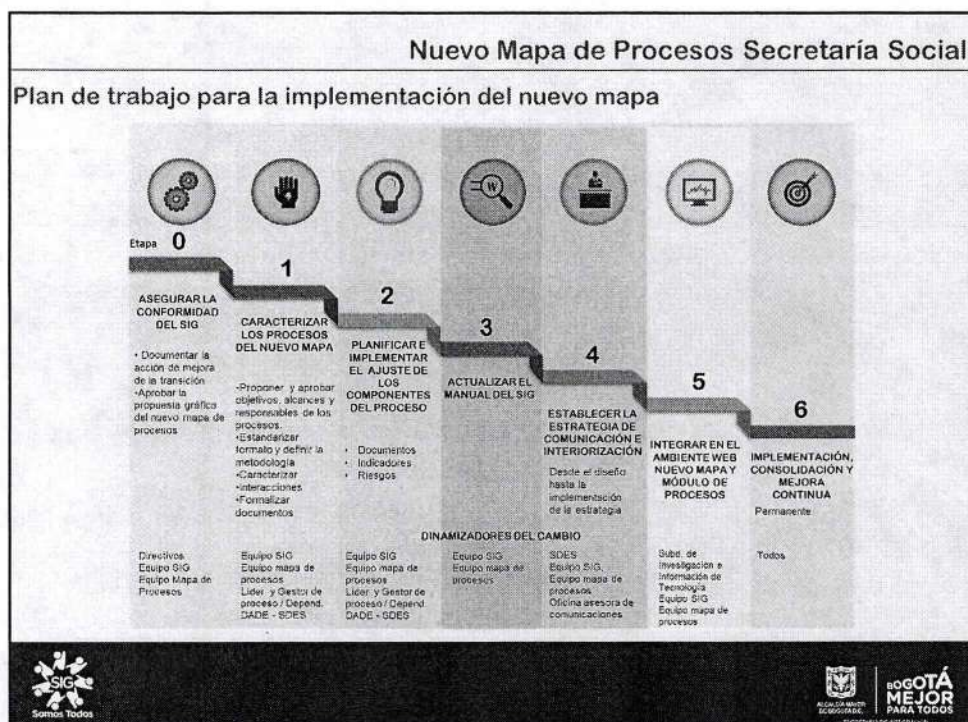 Nuevo Mapa de Procesos Secretaría Social
Plan de trabajo para la implementación del nuevo mapa
W
Etapa 0
ASEGURAR LA
CONFORMIDAD
DEL SIG
• Documentar la
acción de mejora
de la transición
•Aprobar la
propuesta gráfica
del nuevo mapa de
procesos
1
CARACTERIZAR
LOS PROCESOS
DEL NUEVO MAPA
•Proponer y aprobar
objetivos, alcances y
responsables de los
procesos.
•Estandarizar
formato y definir la
metodología
•Caracterizar
interacciones
•Formalizar
documentos
2
PLANIFICAR E
IMPLEMENTAR
EL AJUSTE DE
LOS
COMPONENTES
DEL PROCESO
• Documentos
• Indicadores
• Riesgos
3
ACTUALIZAR EL
MANUAL DEL SIG
4
ESTABLECER LA
ESTRATEGIA DE
COMUNICACIÓN E
INTERIORIZACIÓN
Desde el diseño
hasta la
implementación
de la estrategia
5
INTEGRAR EN EL
AMBIENTE WEB
NUEVO MAPA Y
MÓDULO DE
PROCESOS
6
IMPLEMENTACIÓN,
CONSOLIDACIÓN Y
MEJORA
CONTINUA
Permanente
DINAMIZADORES DEL CAMBIO
Directivos
Equipo SIG
Equipo Mapa de
Procesos
Equipo SIG
Equipo mapa de
procesos
Líder y Gestor de
proceso / Depend.
DADE - SDES
Equipo SIG
Equipo mapa de
procesos
Líder y Gestor de
proceso / Depend.
DADE - SDES
Equipo SIG
Equipo mapa de
procesos
SDES
Equipo SIG,
Equipo mapa de
procesos
Oficina asesora de
comunicaciones
Subd. de
Investigación e
Información de
Tecnología
Equipo SIG
Equipo mapa de
procesos
Todos
SIG
Somos Todos
ALCALDÍA MAYOR
DE BOGOTÁ D.C.
BOGOTÁ
MEJOR
PARA TODOS